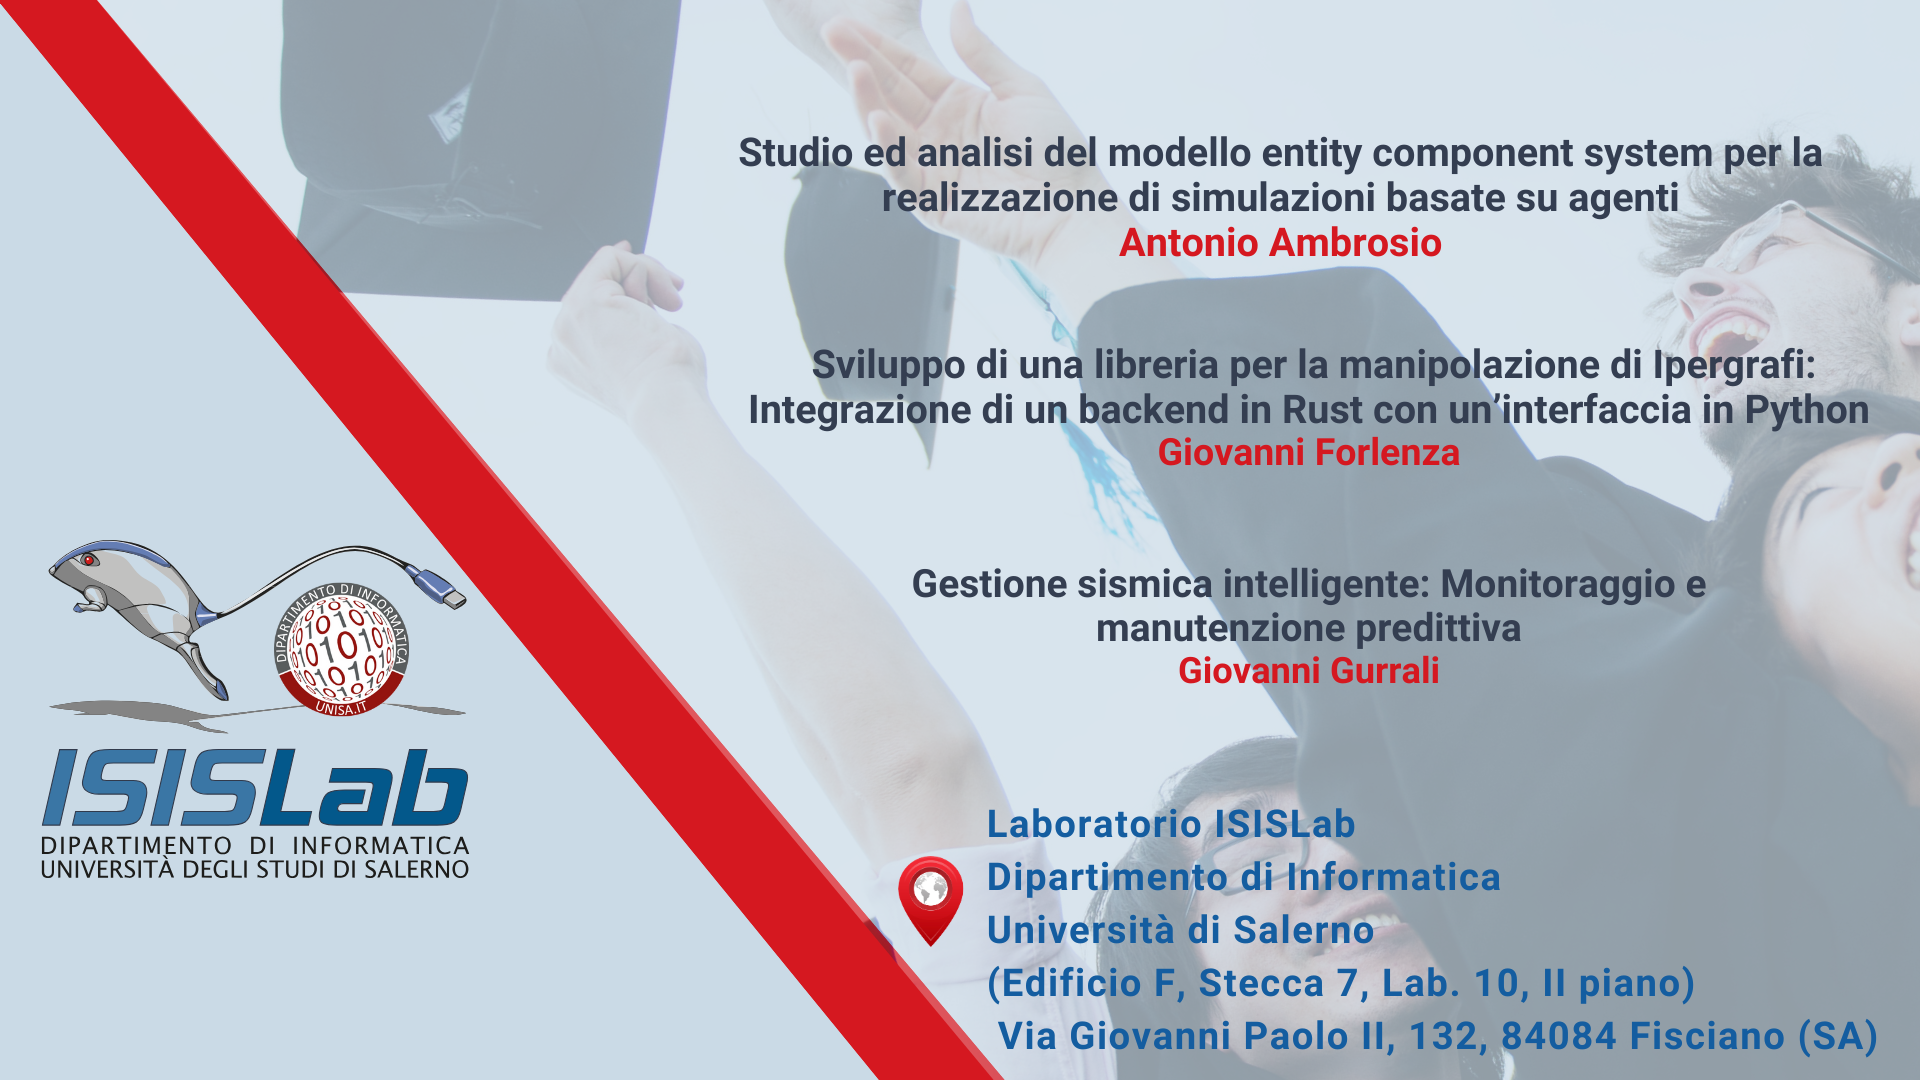 Studio ed analisi del modello entity component system per la
realizzazione di simulazioni basate su agenti
Antonio Ambrosio
Sviluppo di una libreria per la manipolazione di Ipergrafi:
Integrazione di un backend in Rust con un’interfaccia in Python
Giovanni Forlenza
Gestione sismica intelligente: Monitoraggio e
manutenzione predittiva
Giovanni Gurrali
DIPARTIMENTO DI INFORMATICA
UNISA.IT
ISISLab
DIPARTIMENTO DI INFORMATICA
UNIVERSITÀ DEGLI STUDI DI SALERNO
Laboratorio ISISLab
Dipartimento di Informatica
Università di Salerno
(Edificio F, Stecca 7, Lab. 10, II piano)
Via Giovanni Paolo II, 132, 84084 Fisciano (SA)